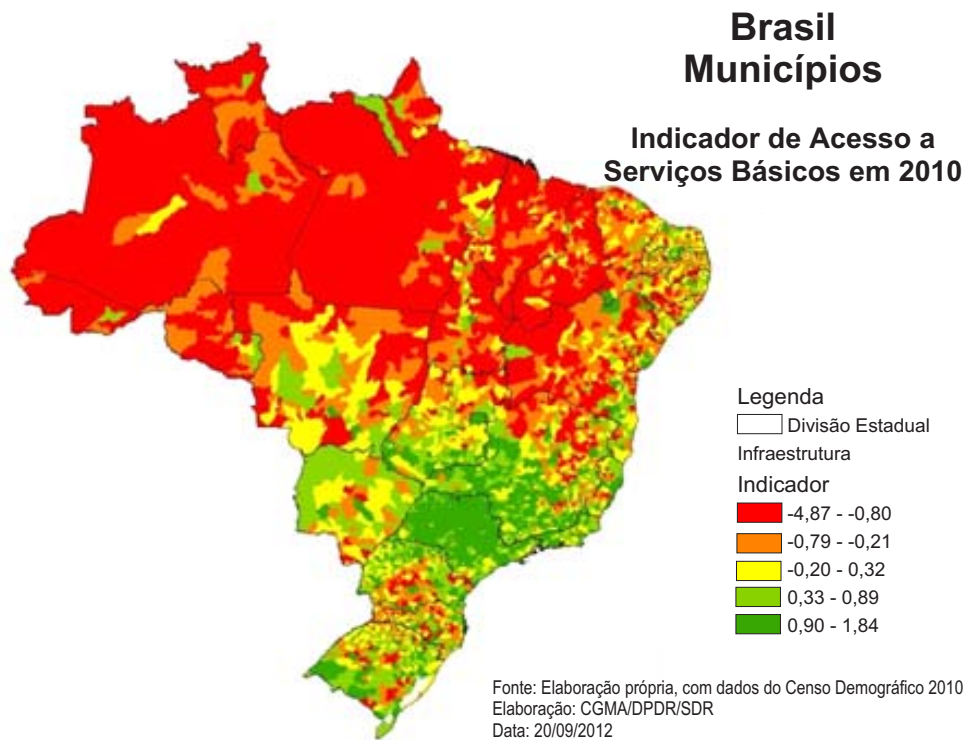 Brasil
Municípios
Indicador de Acesso a
Serviços Básicos em 2010
Legenda
Divisão Estadual
Infraestrutura
Indicador
-4,87 - -0,80
-0,79 - -0,21
-0,20 - 0,32
0,33 - 0,89
0,90 - 1,84
Fonte: Elaboração própria, com dados do Censo Demográfico 2010
Elaboração: CGMA/DPDR/SDR
Data: 20/09/2012